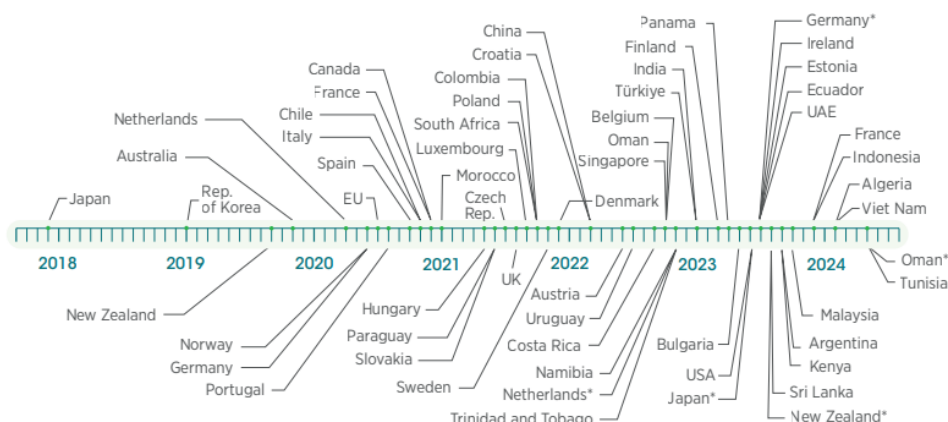 China
Croatia
Colombia
Poland
South Africa
Luxembourg
Canada
France
Chile
Italy
Spain
Netherlands
Australia
Japan
Rep.
of Korea
EU
Morocco
Czech
Rep.
Denmark
Panama
Finland
India
Türkiye
Belgium
Oman
Singapore
Germany*
Ireland
Estonia
Ecuador
UAE
France
Indonesia
Algeria
Viet Nam
2018
2019
2020
2021
2022
2023
2024
New Zealand
Norway
Germany
Portugal
Hungary
Paraguay
Slovakia
Sweden
UK
Austria
Uruguay
Costa Rica
Namibia
Netherlands*
Trinidad and Tobago
Bulgaria
USA
Japan*
Oman*
Tunisia
Malaysia
Argentina
Kenya
Sri Lanka
New Zealand*